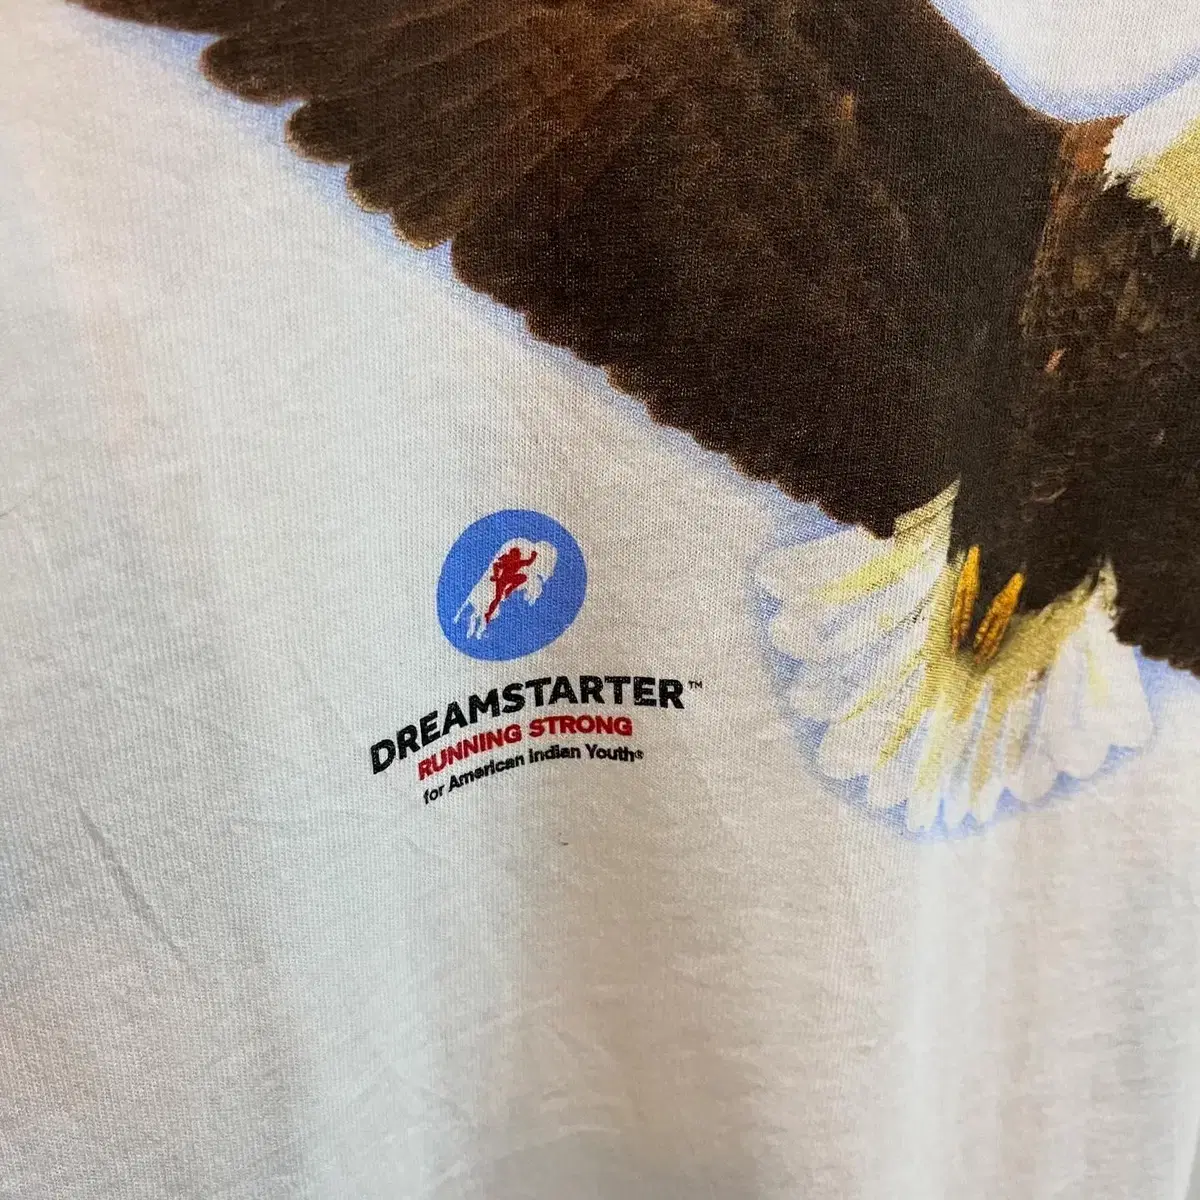 DREAMSTARTER™
RUNNING STRONG
for American Indian Youth®